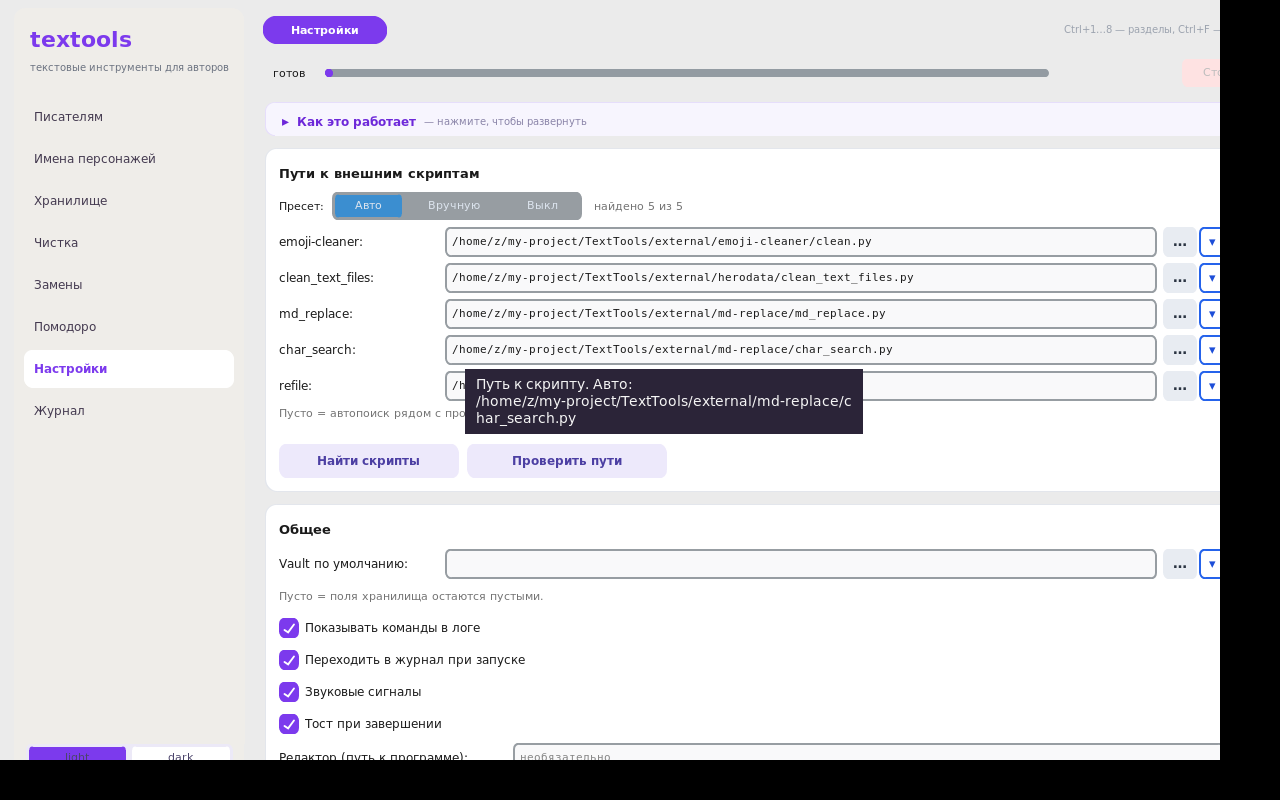 textools
текстовые инструменты для авторов
Писателям
Имена персонажей
Хранилище
Чистка
Замены
Помодоро
Настройки
Журнал
light
dark
Настройки
Ctrl+1…8 — разделы, Ctrl+F —
готов
▸ Как это работает — нажмите, чтобы развернуть
Пути к внешним скриптам
Пресет: Авто Вручную Выкл найдено 5 из 5
emoji-cleaner: /home/z/my-project/TextTools/external/emoji-cleaner/clean.py ... ▾
clean_text_files: /home/z/my-project/TextTools/external/herodata/clean_text_files.py ... ▾
md_replace: /home/z/my-project/TextTools/external/md-replace/md_replace.py ... ▾
char_search: /home/z/my-project/TextTools/external/md-replace/char_search.py ... ▾
refile: /h ... ▾
Пусто = автопоиск рядом с про
Путь к скрипту. Авто:
/home/z/my-project/TextTools/external/md-replace/c
har_search.py
Найти скрипты Проверить пути
Общее
Vault по умолчанию: ... ▾
Пусто = поля хранилища остаются пустыми.
Показывать команды в логе
Переходить в журнал при запуске
Звуковые сигналы
Тост при завершении
Редактор (путь к программе): необязательно